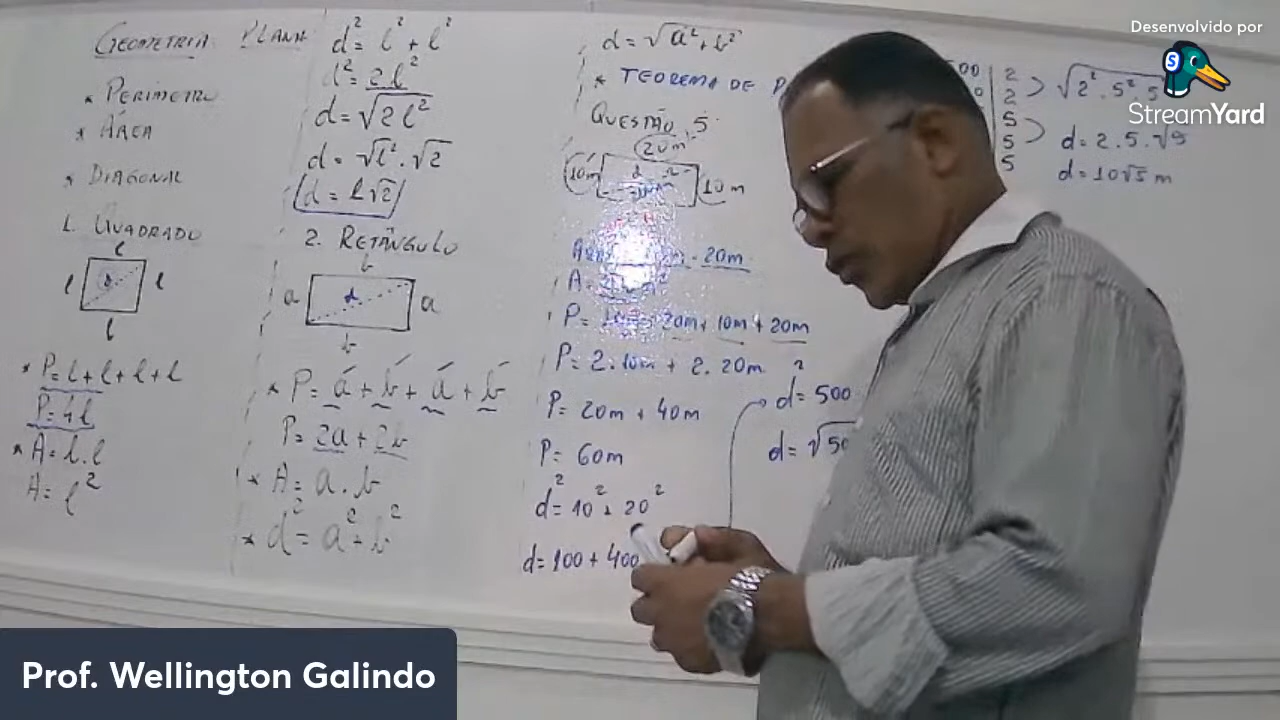 GEOMETRIA PLANA
* PERÍMETRO
* ÁREA
* DIAGONAL
1. QUADRADO
l
l
d
l
l
* P= l+l+l+l
P= 4l
* A= l.l
A= l²
d²= l²+l²
d²= 2l²
d= √2l²
d= √l².√2
d= l√2
2. RETÂNGULO
b
a
d
a
b
* P= a+b+a+b
P= 2a+2b
* A= a.b
* d²= a²+b²
d= √a²+b²
* TEOREMA DE
QUESTÃO 5
20m
10m
d
10m
. 20m
A=
P= 20m+ 10m + 20m
P= 2.10m + 2.20m
P= 20m + 40m
P= 60m
d²= 10²+ 20²
d= 100 + 400
d²= 500
d= √50
2
2
5
5
5
√2².5².5
d= 2.5.√5
d= 10√5 m
Desenvolvido por
StreamYard
Prof. Wellington Galindo